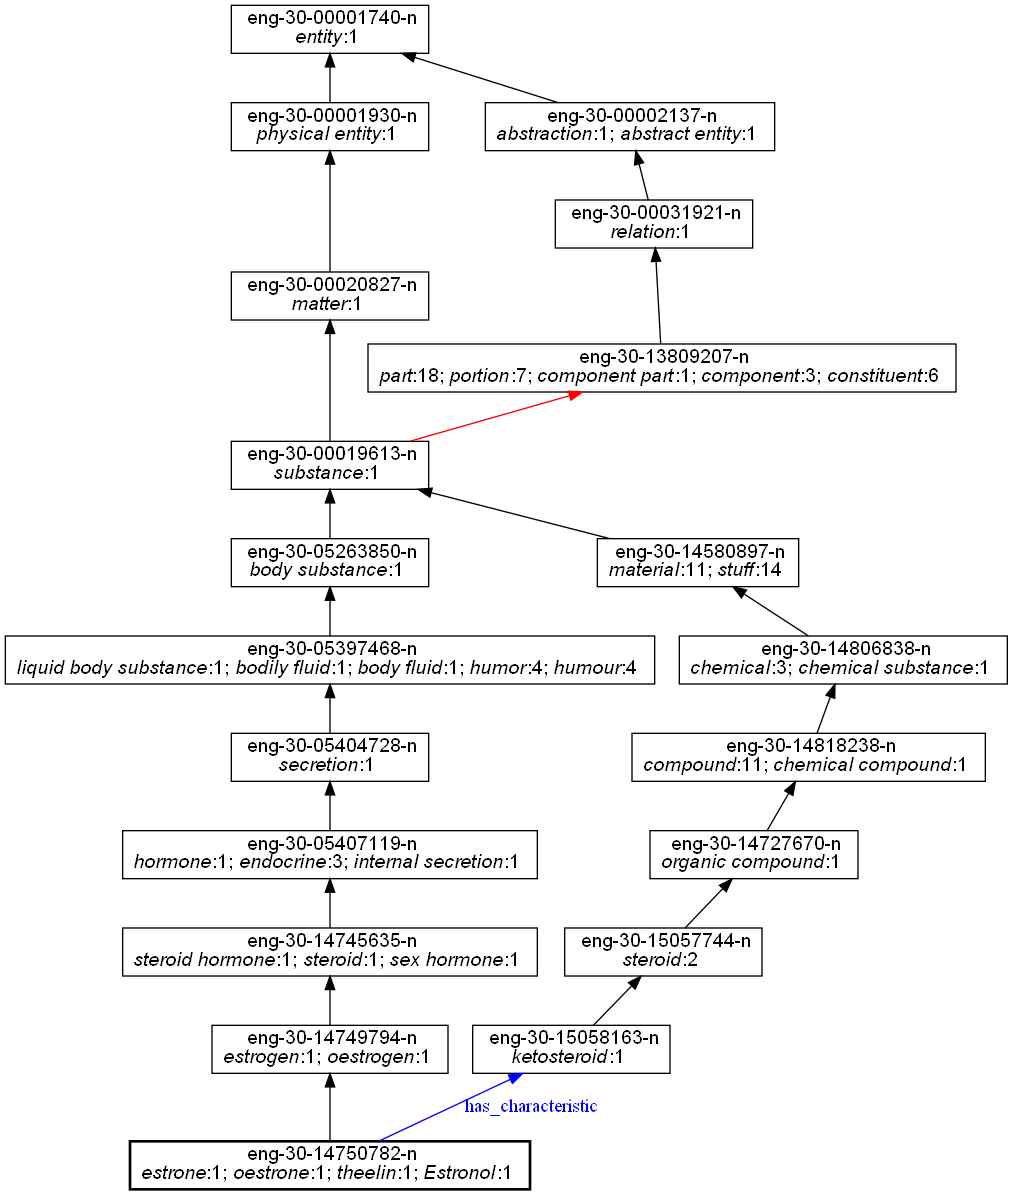 eng-30-00001740-n
entity:1
eng-30-00001930-n
physical entity:1
eng-30-00002137-n
abstraction:1; abstract entity:1
eng-30-00031921-n
relation:1
eng-30-00020827-n
matter:1
eng-30-13809207-n
part:18; portion:7; component part:1; component:3; constituent:6
eng-30-00019613-n
substance:1
eng-30-05263850-n
body substance:1
eng-30-14580897-n
material:11; stuff:14
eng-30-05397468-n
liquid body substance:1; bodily fluid:1; body fluid:1; humor:4; humour:4
eng-30-14806838-n
chemical:3; chemical substance:1
eng-30-05404728-n
secretion:1
eng-30-14818238-n
compound:11; chemical compound:1
eng-30-05407119-n
hormone:1; endocrine:3; internal secretion:1
eng-30-14727670-n
organic compound:1
eng-30-14745635-n
steroid hormone:1; steroid:1; sex hormone:1
eng-30-15057744-n
steroid:2
eng-30-14749794-n
estrogen:1; oestrogen:1
eng-30-15058163-n
ketosteroid:1
has_characteristic
eng-30-14750782-n
estrone:1; oestrone:1; theelin:1; Estronol:1